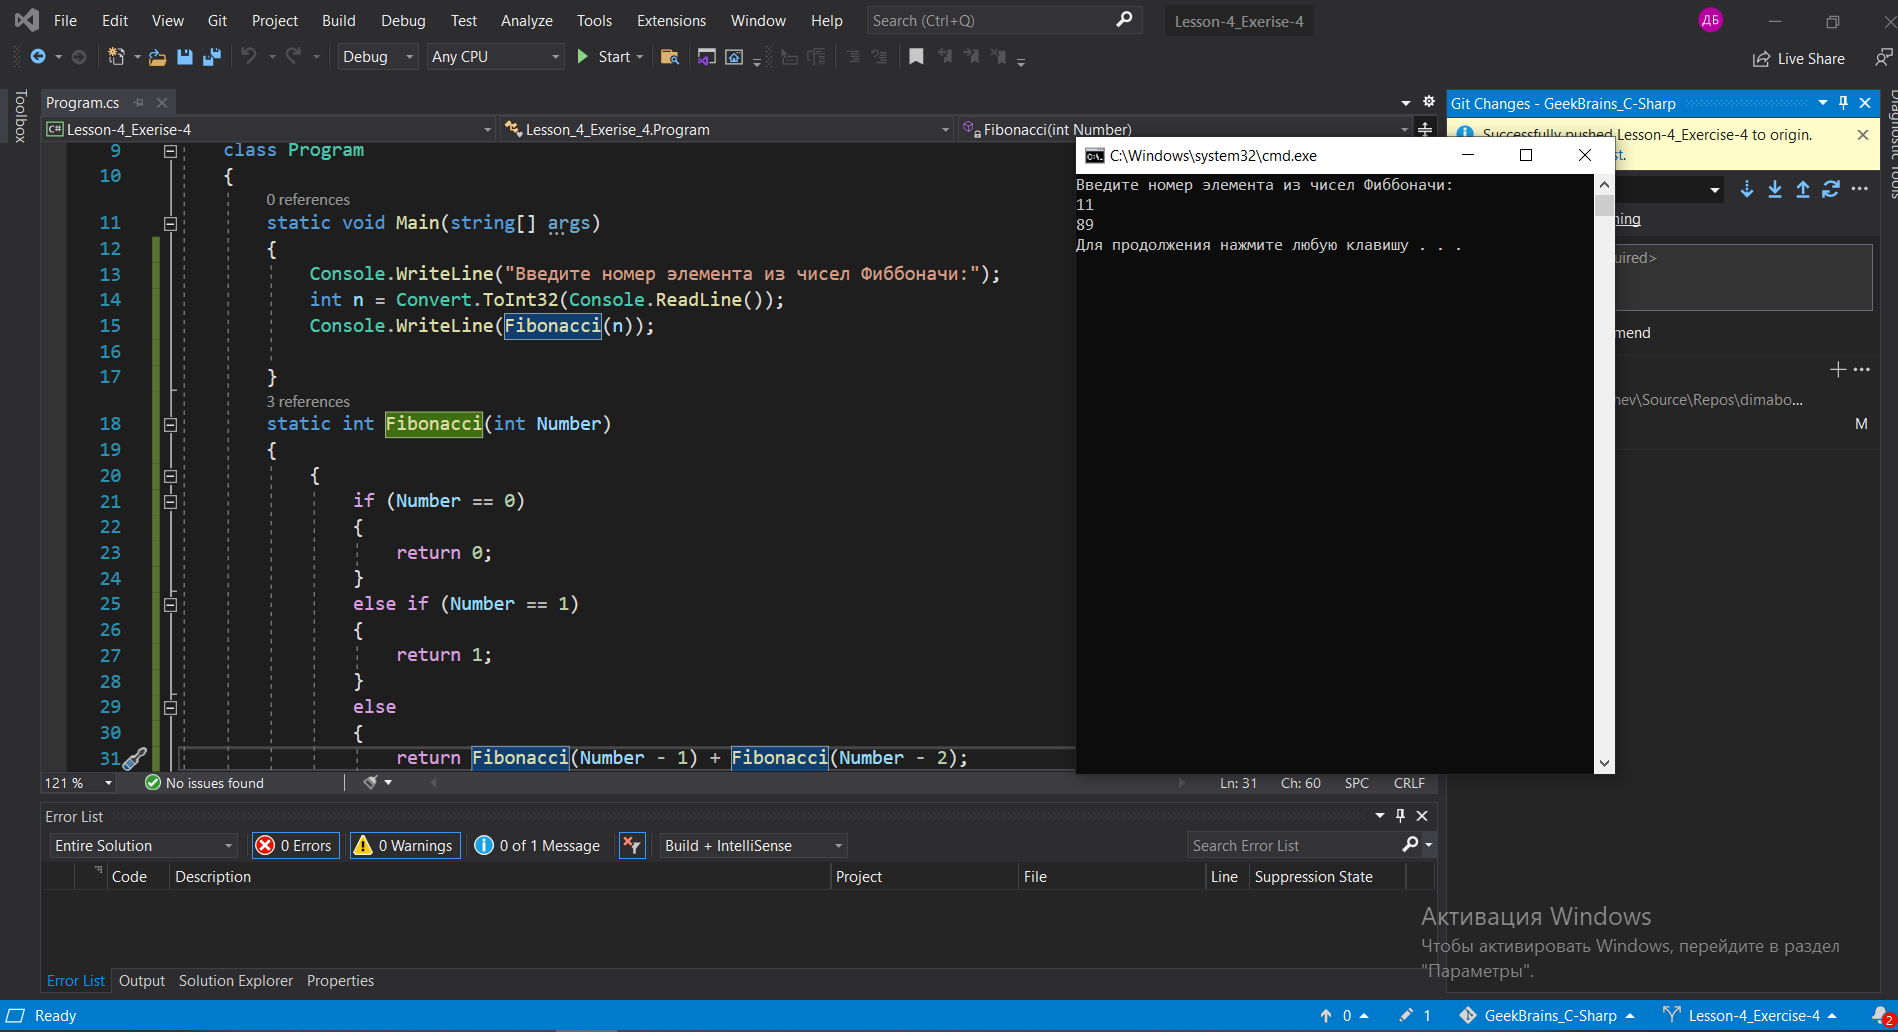 File Edit View Git Project Build Debug Test Analyze Tools Extensions Window Help Search (Ctrl+Q) Lesson-4_Exerise-4 ДБ
Debug Any CPU Start Live Share
Toolbox
Program.cs
Lesson-4_Exerise-4 Lesson_4_Exerise_4.Program Fibonacci(int Number)
9 class Program
10 {
0 references
11 static void Main(string[] args)
12 {
13 Console.WriteLine("Введите номер элемента из чисел Фиббоначи:");
14 int n = Convert.ToInt32(Console.ReadLine());
15 Console.WriteLine(Fibonacci(n));
16
17 }
3 references
18 static int Fibonacci(int Number)
19 {
20 {
21 if (Number == 0)
22 {
23 return 0;
24 }
25 else if (Number == 1)
26 {
27 return 1;
28 }
29 else
30 {
31 return Fibonacci(Number - 1) + Fibonacci(Number - 2);
121 % No issues found Ln: 31 Ch: 60 SPC CRLF
C:\Windows\system32\cmd.exe
Введите номер элемента из чисел Фиббоначи:
11
89
Для продолжения нажмите любую клавишу . . .
Git Changes - GeekBrains_C-Sharp
Successfully pushed Lesson-4_Exercise-4 to origin.
st.
ing
uired>
mend
ev\Source\Repos\dimabo...
M
Diagnostic Tools
Error List
Entire Solution 0 Errors 0 Warnings 0 of 1 Message Build + IntelliSense Search Error List
Code Description Project File Line Suppression State
Error List Output Solution Explorer Properties
Активация Windows
Чтобы активировать Windows, перейдите в раздел
"Параметры".
Ready 0 1 GeekBrains_C-Sharp Lesson-4_Exercise-4 2